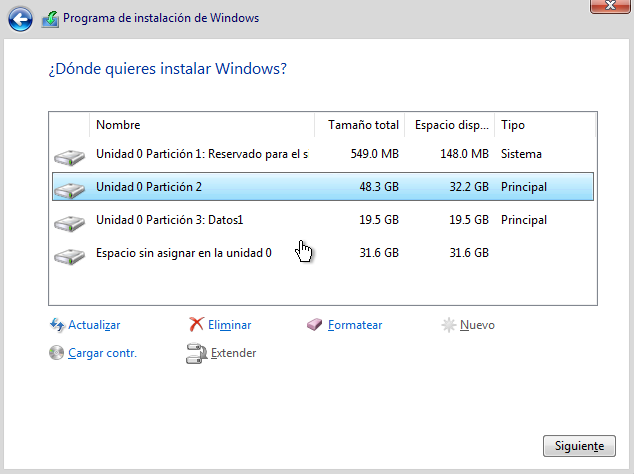 Programa de instalación de Windows
¿Dónde quieres instalar Windows?
Nombre Tamaño total Espacio disp... Tipo
Unidad 0 Partición 1: Reservado para el s 549.0 MB 148.0 MB Sistema
Unidad 0 Partición 2 48.3 GB 32.2 GB Principal
Unidad 0 Partición 3: Datos1 19.5 GB 19.5 GB Principal
Espacio sin asignar en la unidad 0 31.6 GB 31.6 GB
Actualizar Eliminar Formatear Nuevo
Cargar contr. Extender
Siguiente